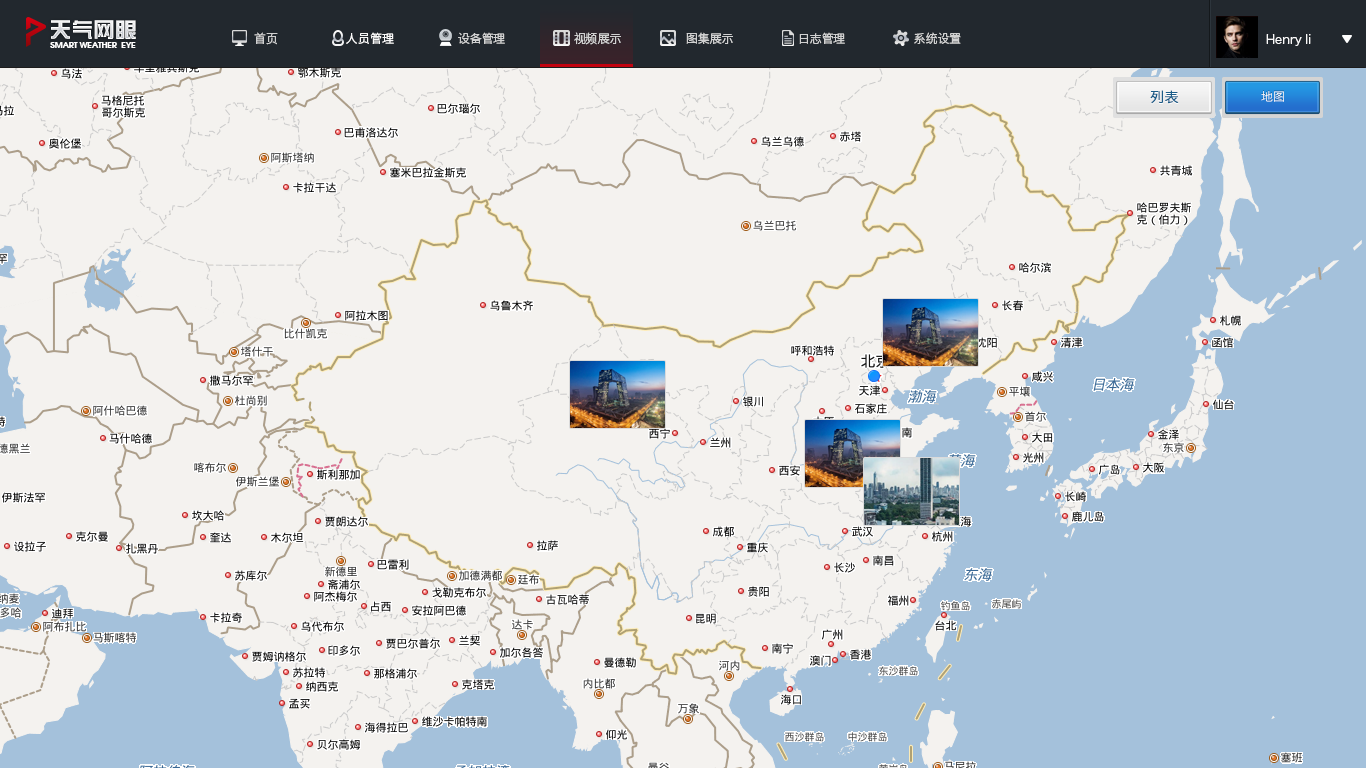 天气网眼
SMART WEATHER EYE
首页
人员管理
设备管理
视频展示
图集展示
日志管理
系统设置
Henry li
列表
地图
乌法
鄂木斯克
马格尼托
哥尔斯克
巴尔瑙尔
巴甫洛达尔
乌兰乌德
赤塔
奥伦堡
阿斯塔纳
塞米巴拉金斯克
卡拉干达
共青城
哈巴罗夫斯
克（伯力）
乌兰巴托
哈尔滨
乌鲁木齐
长春
阿拉木图
札幌
比什凯克
沈阳
清津
函馆
塔什干
呼和浩特
北京
撒马尔罕
咸兴
日本海
天津
平壤
杜尚别
渤海
银川
石家庄
仙台
阿什哈巴德
首尔
马什哈德
西宁
兰州
南
大田
金泽
东京
德黑兰
光州
黄海
喀布尔
西安
广岛
大阪
斯利那加
伊斯兰堡
伊斯法罕
长崎
坎大哈
贾朗达尔
海
鹿儿岛
克尔曼
奎达
木尔坦
成都
武汉
杭州
设拉子
扎黑丹
拉萨
重庆
巴雷利
新德里
南昌
长沙
东海
苏库尔
加德满都
廷布
斋浦尔
阿杰梅尔
戈勒克布尔
贵阳
古瓦哈蒂
占西
安拉阿巴德
福州
钓鱼岛
赤尾屿
迪拜
卡拉奇
昆明
阿布扎比
乌代布尔
台北
马斯喀特
达卡
广州
贾巴尔普尔
兰契
印多尔
加尔各答
南宁
香港
澳门
贾姆讷格尔
曼德勒
河内
苏拉特
那格浦尔
东沙群岛
纳西克
克塔克
内比都
海口
孟买
万象
海得拉巴
维沙卡帕特南
仰光
西沙群岛
中沙群岛
贝尔高姆
塞班
马尼拉
曼谷